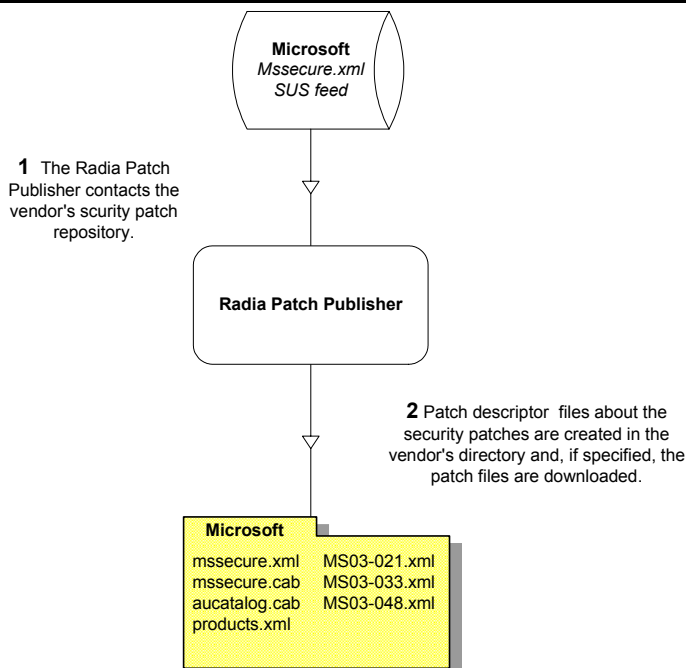 Microsoft
Mssecure.xml
SUS feed
1 The Radia Patch
Publisher contacts the
vendor's scurity patch
repository.
Radia Patch Publisher
2 Patch descriptor files about the
security patches are created in the
vendor's directory and, if specified, the
patch files are downloaded.
Microsoft
mssecure.xml MS03-021.xml
mssecure.cab MS03-033.xml
aucatalog.cab MS03-048.xml
products.xml